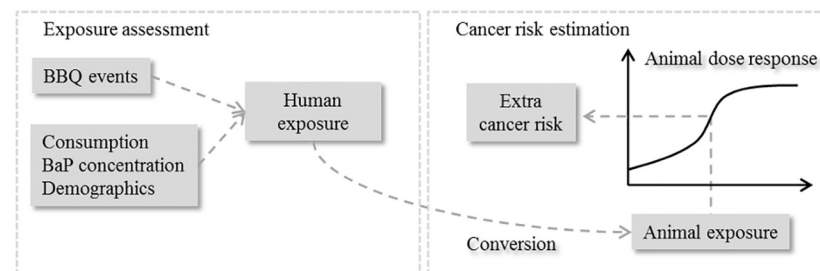 Exposure assessment
BBQ events
Consumption
BaP concentration
Demographics
Human
exposure
Cancer risk estimation
Animal dose response
Extra
cancer risk
Animal exposure
Conversion